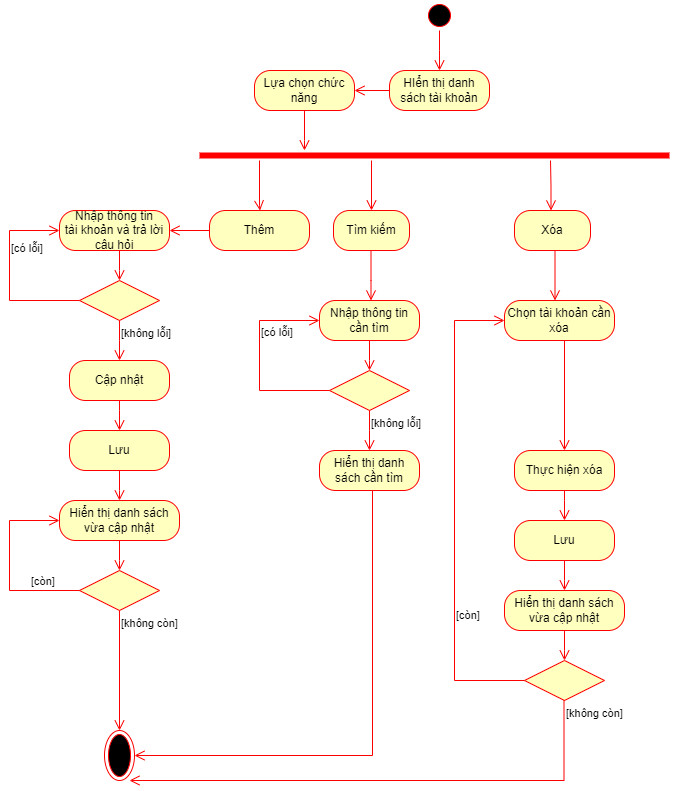 HIển thị danh
sách tài khoản
Lựa chọn chức
năng
Nhập thông tin
tài khoản và trả lời
câu hỏi
Thêm
Tìm kiếm
Xóa
[có lỗi]
[không lỗi]
Cập nhật
Lưu
Hiển thị danh sách
vừa cập nhật
[còn]
[không còn]
Nhập thông tin
cần tìm
[có lỗi]
[không lỗi]
Hiển thị danh
sách cần tìm
Chọn tài khoản cần
xóa
Thực hiện xóa
Lưu
Hiển thị danh sách
vừa cập nhật
[còn]
[không còn]